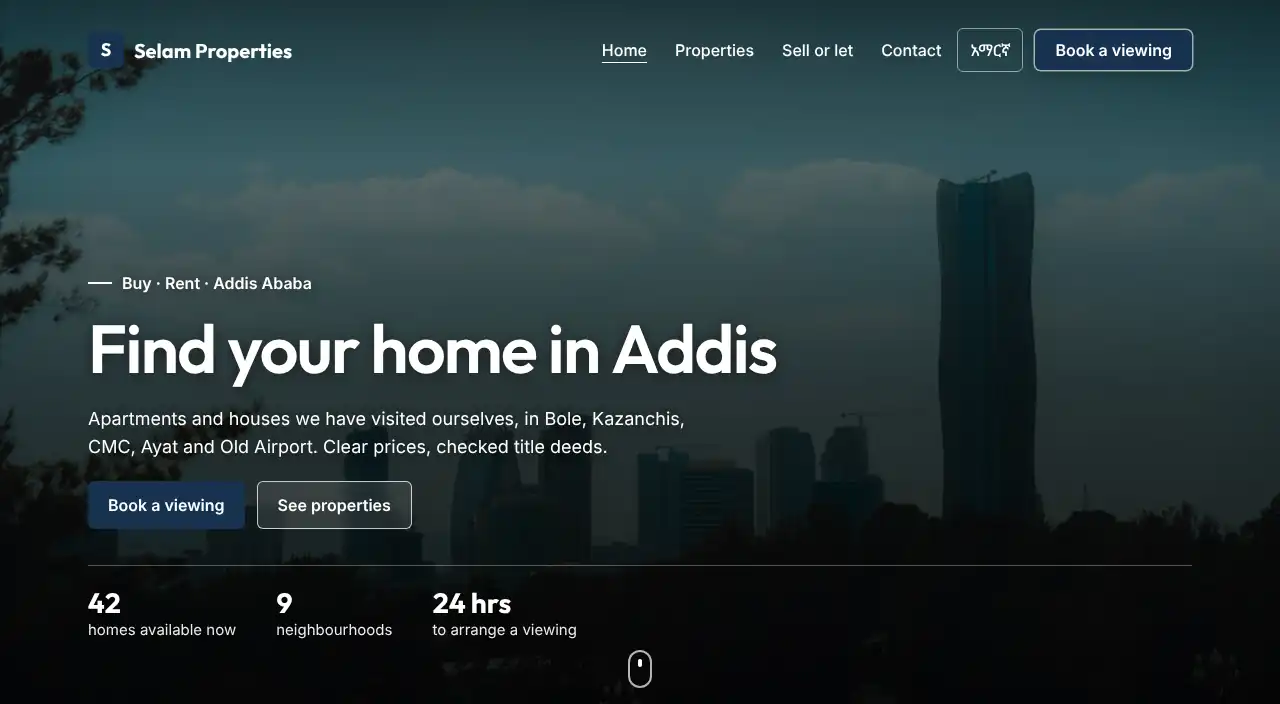 S
Selam Properties
Home
Properties
Sell or let
Contact
አማርኛ
Book a viewing
Buy · Rent · Addis Ababa
Find your home in Addis
Apartments and houses we have visited ourselves, in Bole, Kazanchis,
CMC, Ayat and Old Airport. Clear prices, checked title deeds.
Book a viewing
See properties
42
homes available now
9
neighbourhoods
24 hrs
to arrange a viewing